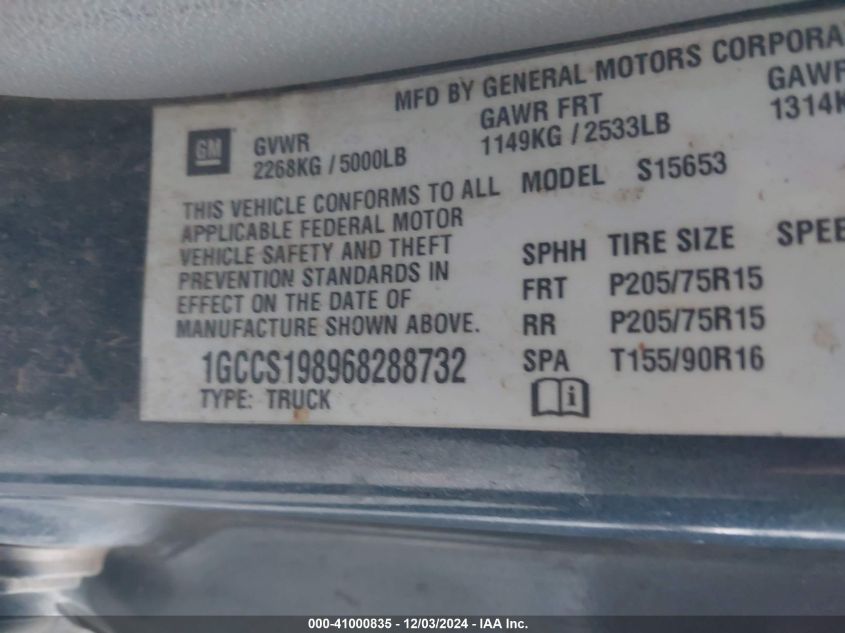 MFD BY GENERAL MOTORS CORPORA
GM GVWR GAWR FRT GAWR
2268KG / 5000LB 1149KG / 2533LB 1314K
THIS VEHICLE CONFORMS TO ALL MODEL S15653
APPLICABLE FEDERAL MOTOR
VEHICLE SAFETY AND THEFT SPHH TIRE SIZE SPEE
PREVENTION STANDARDS IN FRT P205/75R15
EFFECT ON THE DATE OF
MANUFACTURE SHOWN ABOVE. RR P205/75R15
1GCCS198968288732 SPA T155/90R16
TYPE: TRUCK i
000-41000835 - 12/03/2024 - IAA Inc.